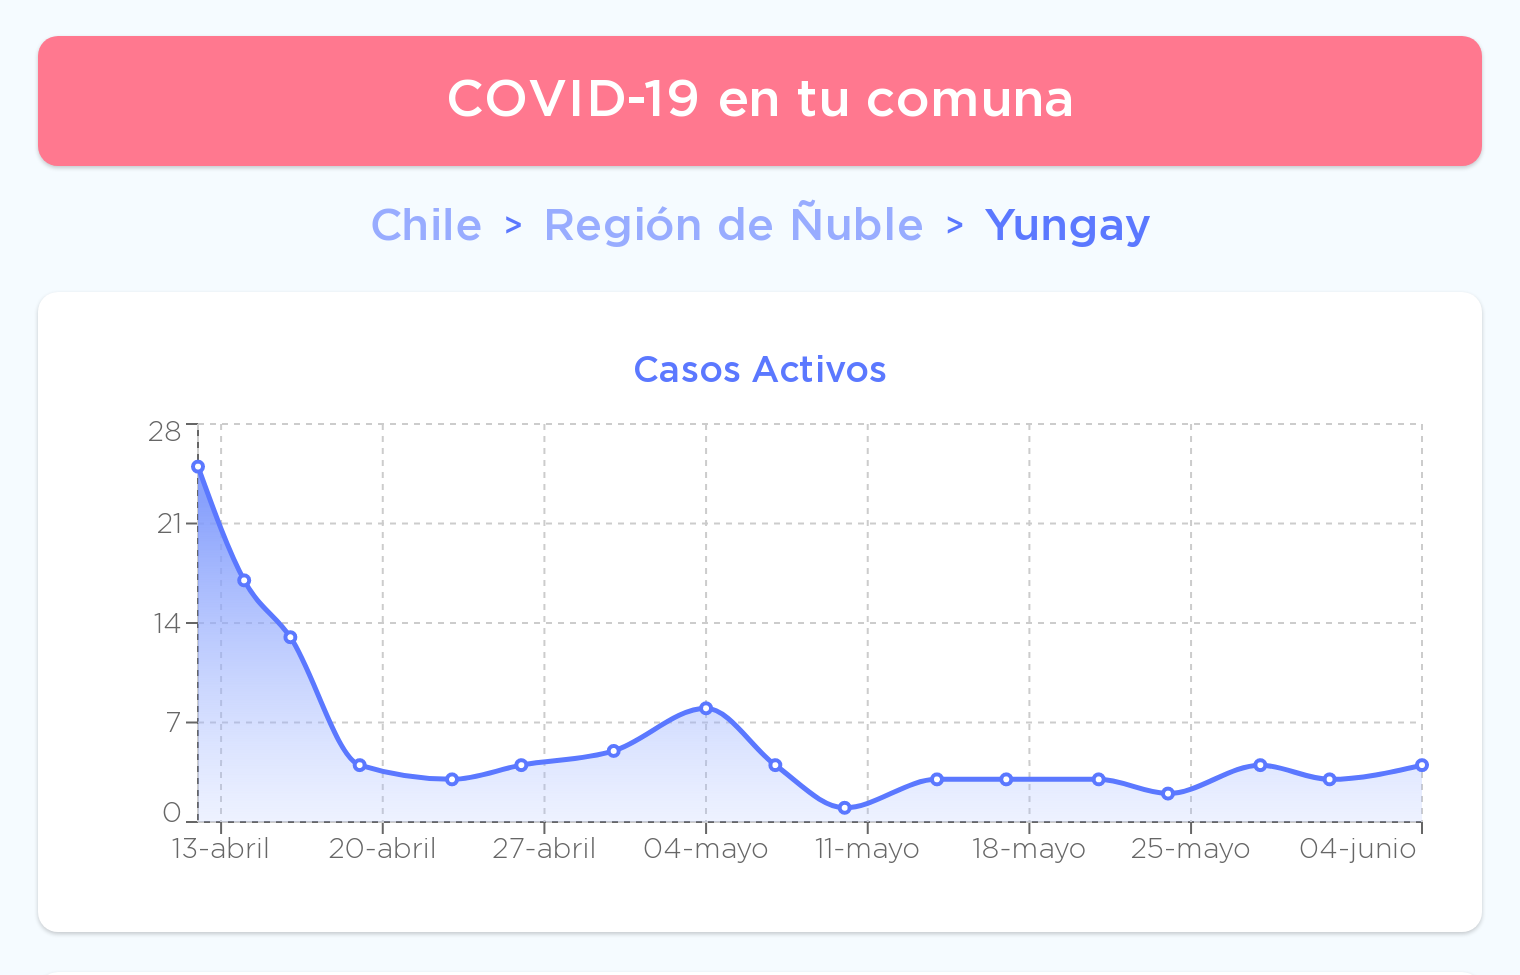 COVID-19 en tu comuna
Chile > Región de Ñuble > Yungay
Casos Activos
28
21
14
7
0
13-abril 20-abril 27-abril 04-mayo 11-mayo 18-mayo 25-mayo 04-junio